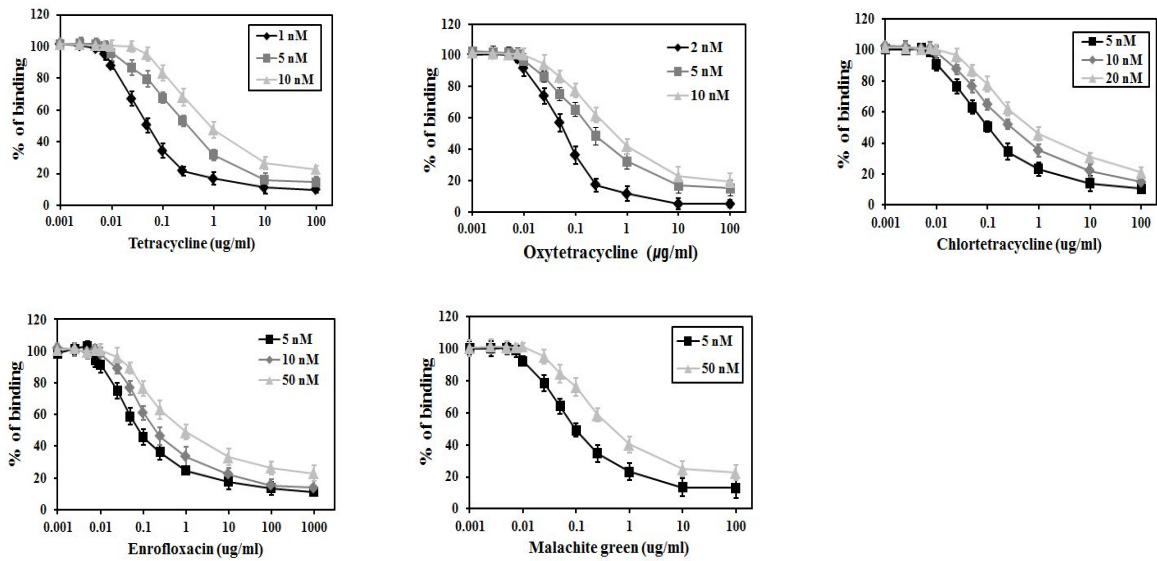 120
100
80
60
40
20
0
% of binding
1 nM
5 nM
10 nM
0.001 0.01 0.1 1 10 100
Tetracycline (ug/ml)
120
100
80
60
40
20
0
% of binding
2 nM
5 nM
10 nM
0.001 0.01 0.1 1 10 100
Oxytetracycline (μg/ml)
120
100
80
60
40
20
0
% of binding
5 nM
10 nM
20 nM
0.001 0.01 0.1 1 10 100
Chlortetracycline (ug/ml)
120
100
80
60
40
20
0
% of binding
5 nM
10 nM
50 nM
0.001 0.01 0.1 1 10 100 1000
Enrofloxacin (ug/ml)
120
100
80
60
40
20
0
% of binding
5 nM
50 nM
0.001 0.01 0.1 1 10 100
Malachite green (ug/ml)